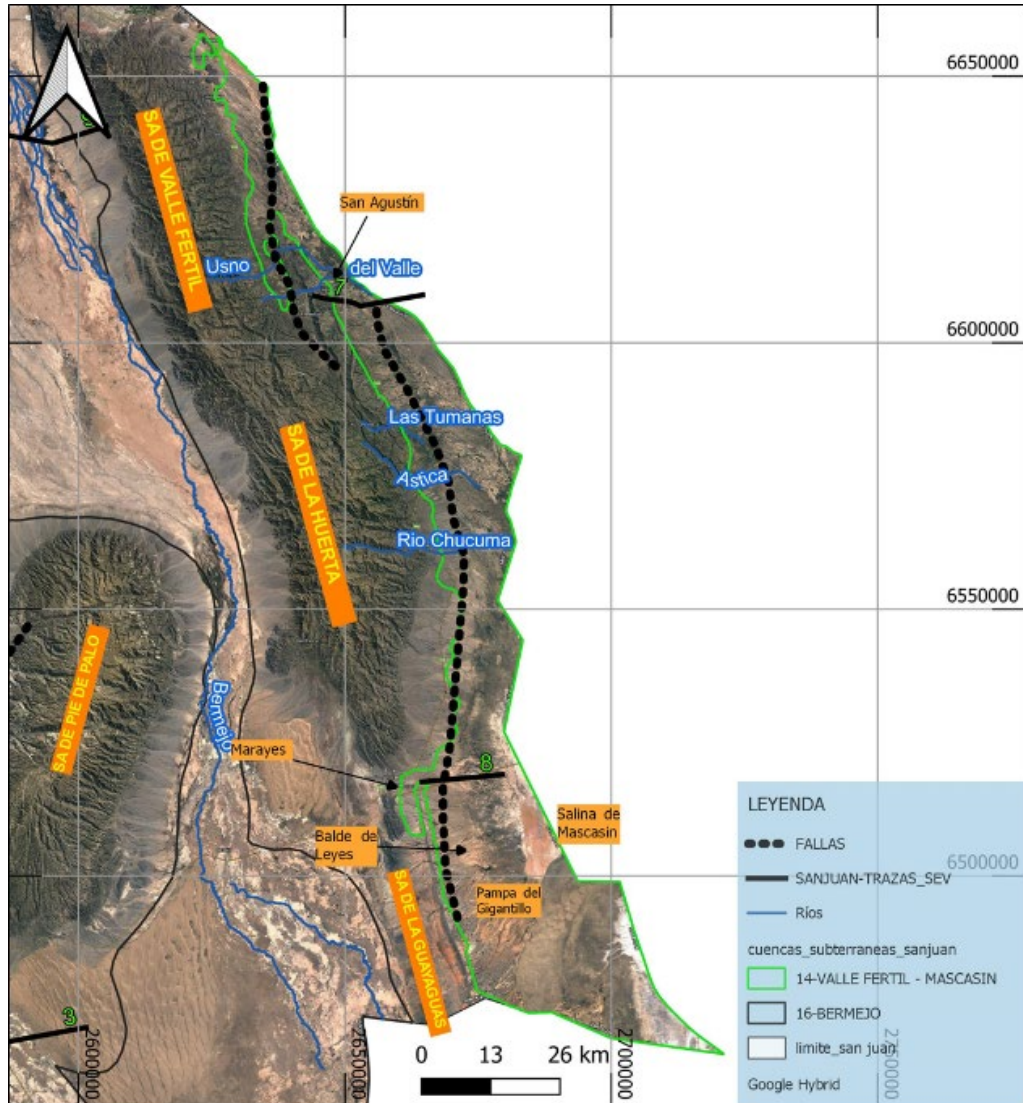 6650000
SA DE VALLE FERTIL
San Agustín
Usno
del Valle
7
6600000
Las Tumanas
Astica
SA DE LA HUERTA
Rio Chucuma
6550000
SA DE PIE DE PALO
Bermejo
Marayes
8
Salina de
Mascasin
Balde de
Leyes
6500000
SA DE LA GUAYAGUAS
Pampa del
Gigantillo
3
2600000
2650000
2700000
2750000
0 13 26 km
LEYENDA
FALLAS
SANJUAN-TRAZAS_SEV
Ríos
cuencas_subterraneas_sanjuan
14-VALLE FERTIL - MASCASIN
16-BERMEJO
limite_san juan
Google Hybrid